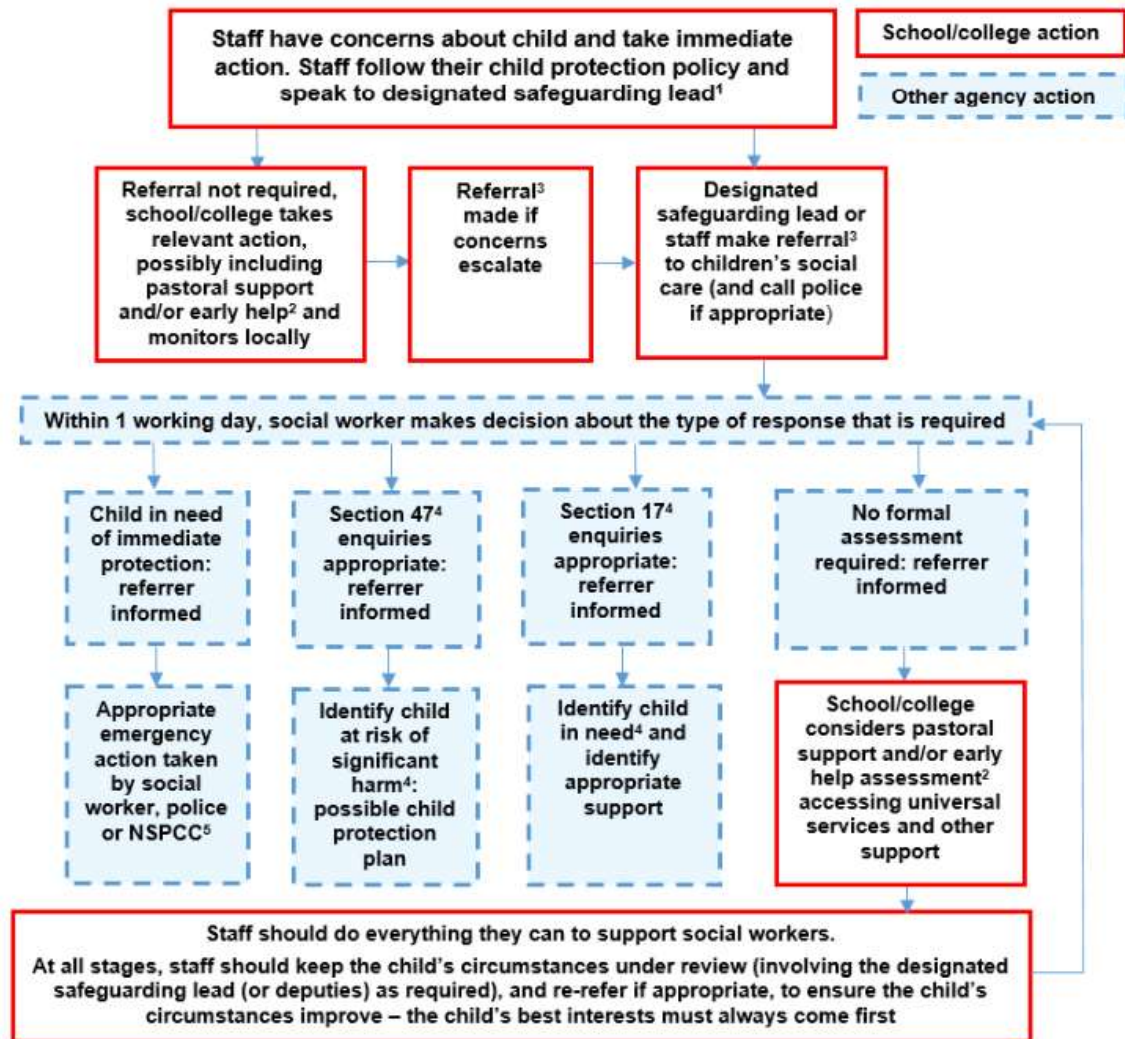 Staff have concerns about child and take immediate
action. Staff follow their child protection policy and
speak to designated safeguarding lead¹
School/college action
Other agency action
Referral not required,
school/college takes
relevant action,
possibly including
pastoral support
and/or early help² and
monitors locally
Referral³
made if
concerns
escalate
Designated
safeguarding lead or
staff make referral³
to children’s social
care (and call police
if appropriate)
Within 1 working day, social worker makes decision about the type of response that is required
Child in need
of immediate
protection:
referrer
informed
Section 47⁴
enquiries
appropriate:
referrer
informed
Section 17⁴
enquiries
appropriate:
referrer
informed
No formal
assessment
required: referrer
informed
Appropriate
emergency
action taken
by social
worker, police
or NSPCC⁵
Identify child
at risk of
significant
harm⁴:
possible child
protection
plan
Identify child
in need⁴ and
identify
appropriate
support
School/college
considers pastoral
support and/or early
help assessment²
accessing universal
services and other
support
Staff should do everything they can to support social workers.
At all stages, staff should keep the child’s circumstances under review (involving the designated
safeguarding lead (or deputies) as required), and re-refer if appropriate, to ensure the child’s
circumstances improve – the child’s best interests must always come first